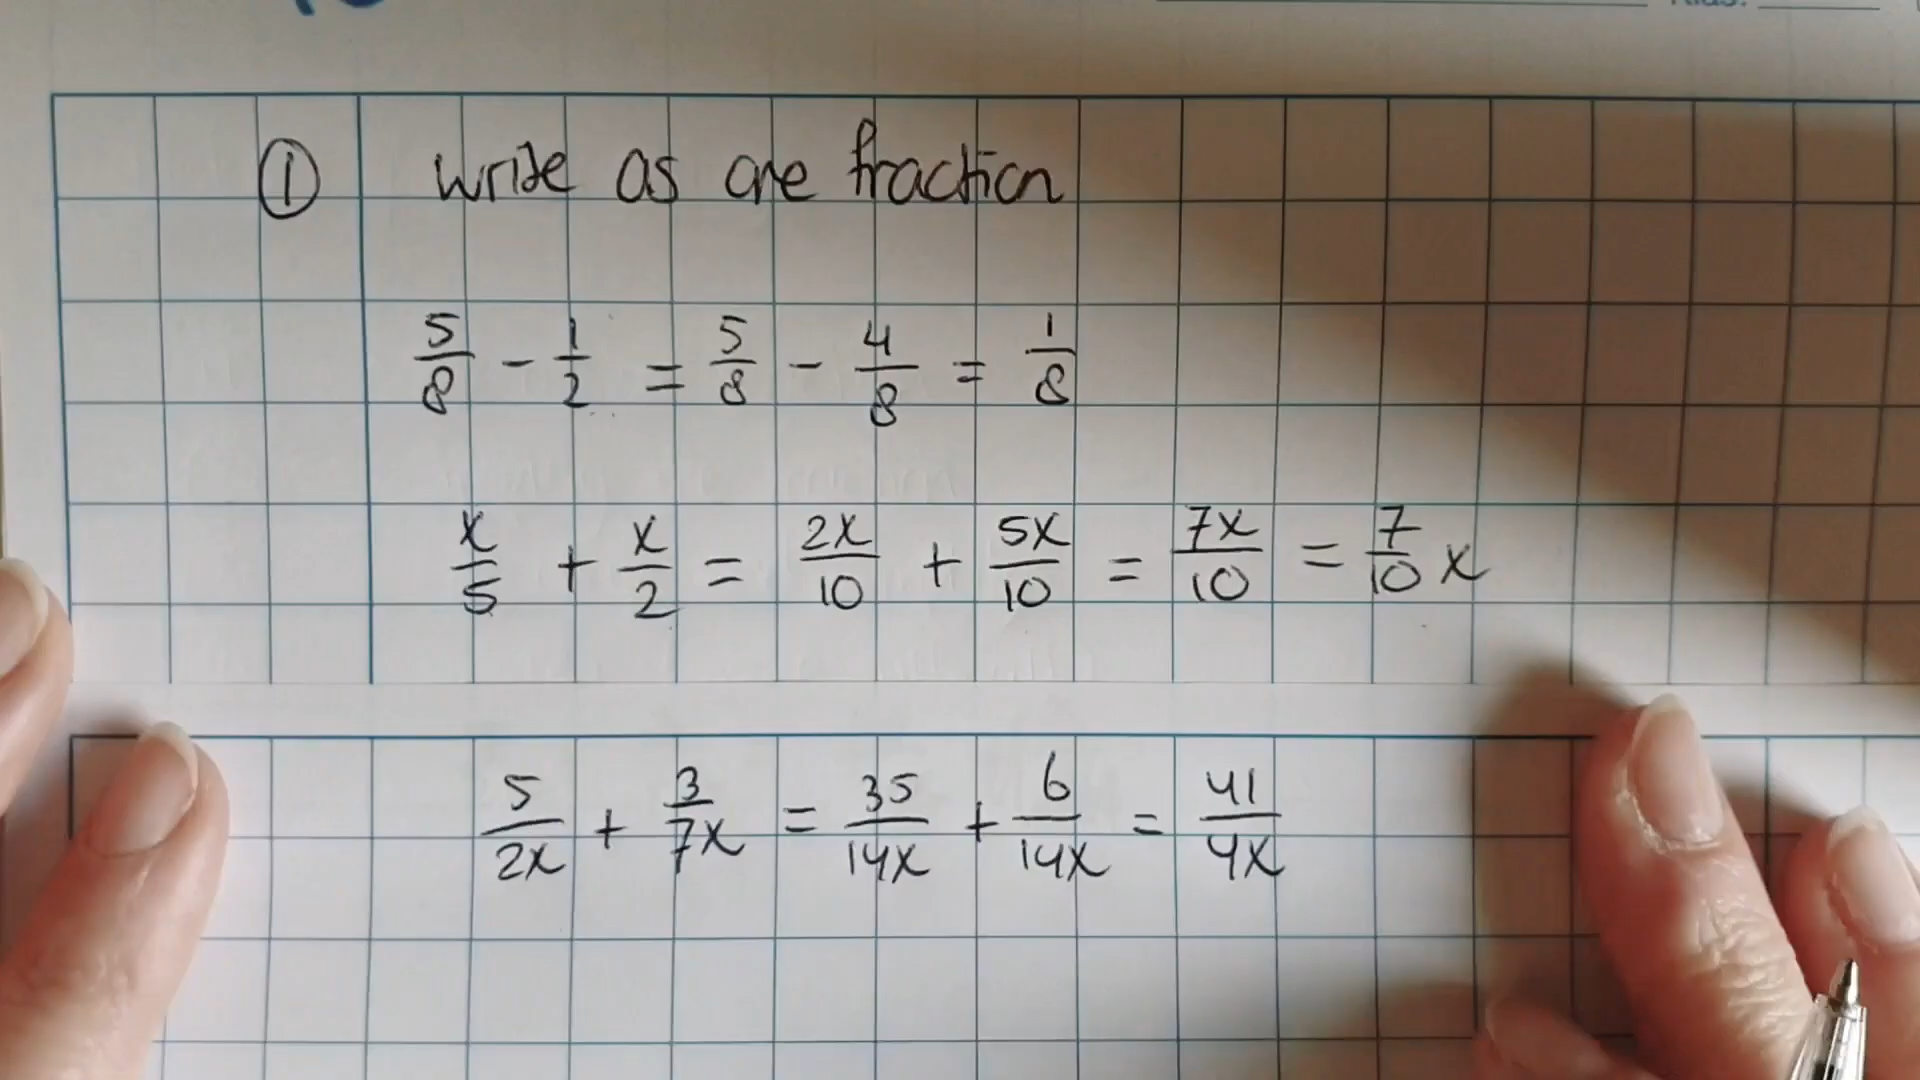 ① write as one fraction
5/8 - 1/2 = 5/8 - 4/8 = 1/8
x/5 + x/2 = 2x/10 + 5x/10 = 7x/10 = 7/10 x
5/2x + 3/7x = 35/14x + 6/14x = 41/4x